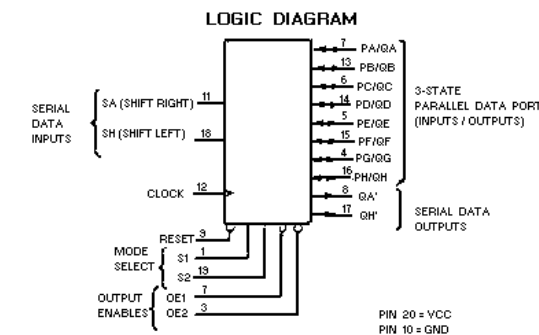 LOGIC DIAGRAM
7 PA/QA
13 PB/QB
6 PC/QC
14 PD/QD
5 PE/QE
15 PF/QF
4 PG/QG
16 PH/QH
3-STATE
PARALLEL DATA PORT
(INPUTS / OUTPUTS)
SERIAL
DATA
INPUTS
SA (SHIFT RIGHT) 11
SH (SHIFT LEFT) 18
CLOCK 12
8 QA'
17 QH'
SERIAL DATA
OUTPUTS
RESET 9
MODE
SELECT
S1 1
S2 19
OUTPUT
ENABLES
OE1 7
OE2 3
PIN 20 = VCC
PIN 10 = GND